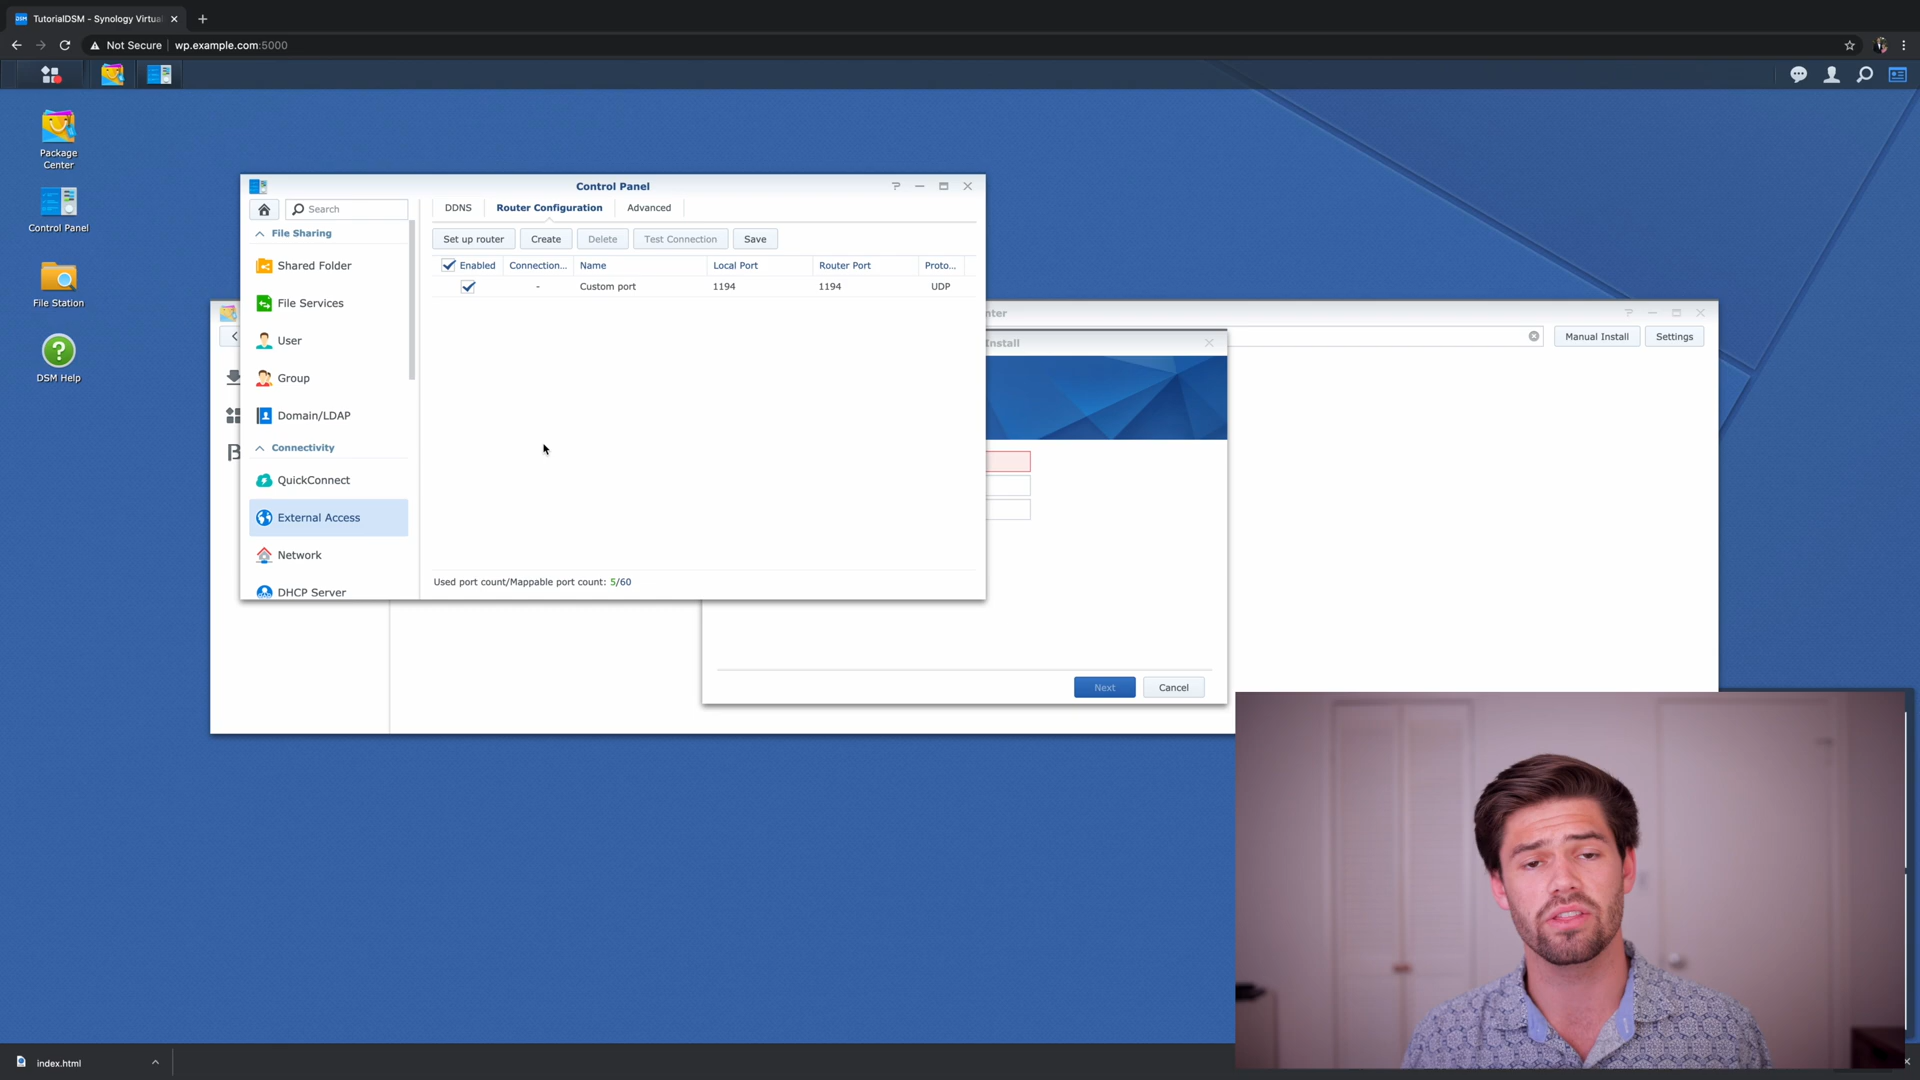 TutorialDSM - Synology Virtua
Not Secure
wp.example.com:5000
Package
Center
Control Panel
File Station
DSM Help
Control Panel
Search
File Sharing
Shared Folder
File Services
User
Group
Domain/LDAP
Connectivity
QuickConnect
External Access
Network
DHCP Server
DDNS
Router Configuration
Advanced
Set up router
Create
Delete
Test Connection
Save
Enabled
Connection...
Name
Local Port
Router Port
Proto...
-
Custom port
1194
1194
UDP
Used port count/Mappable port count: 5/60
nter
Manual Install
Settings
Install
Next
Cancel
index.html